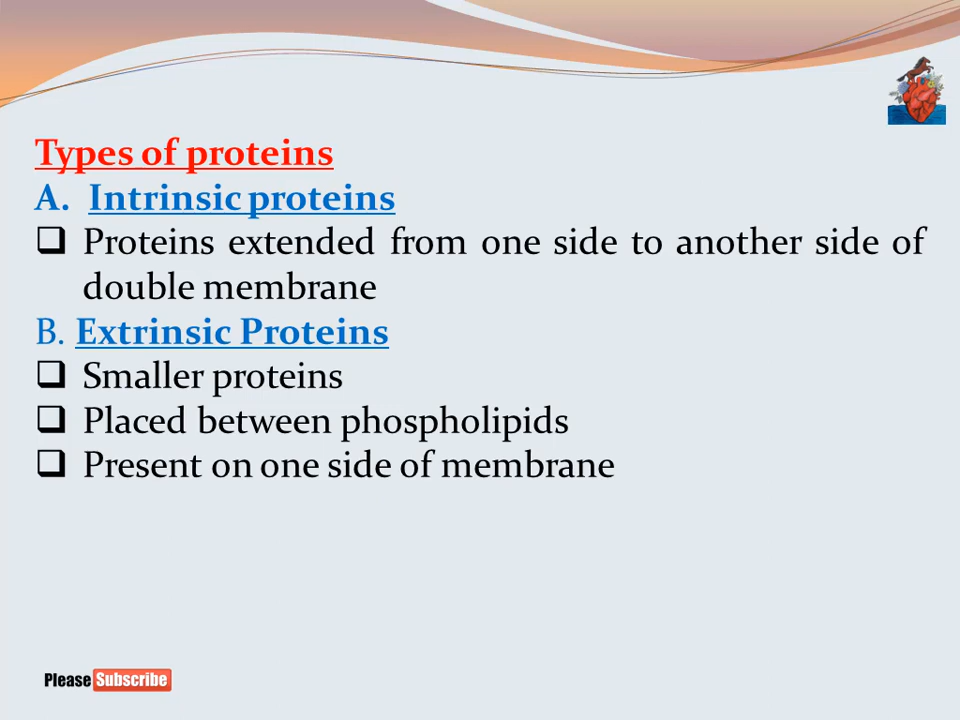 Types of proteins
A. Intrinsic proteins
Proteins extended from one side to another side of
double membrane
B. Extrinsic Proteins
Smaller proteins
Placed between phospholipids
Present on one side of membrane
Please Subscribe